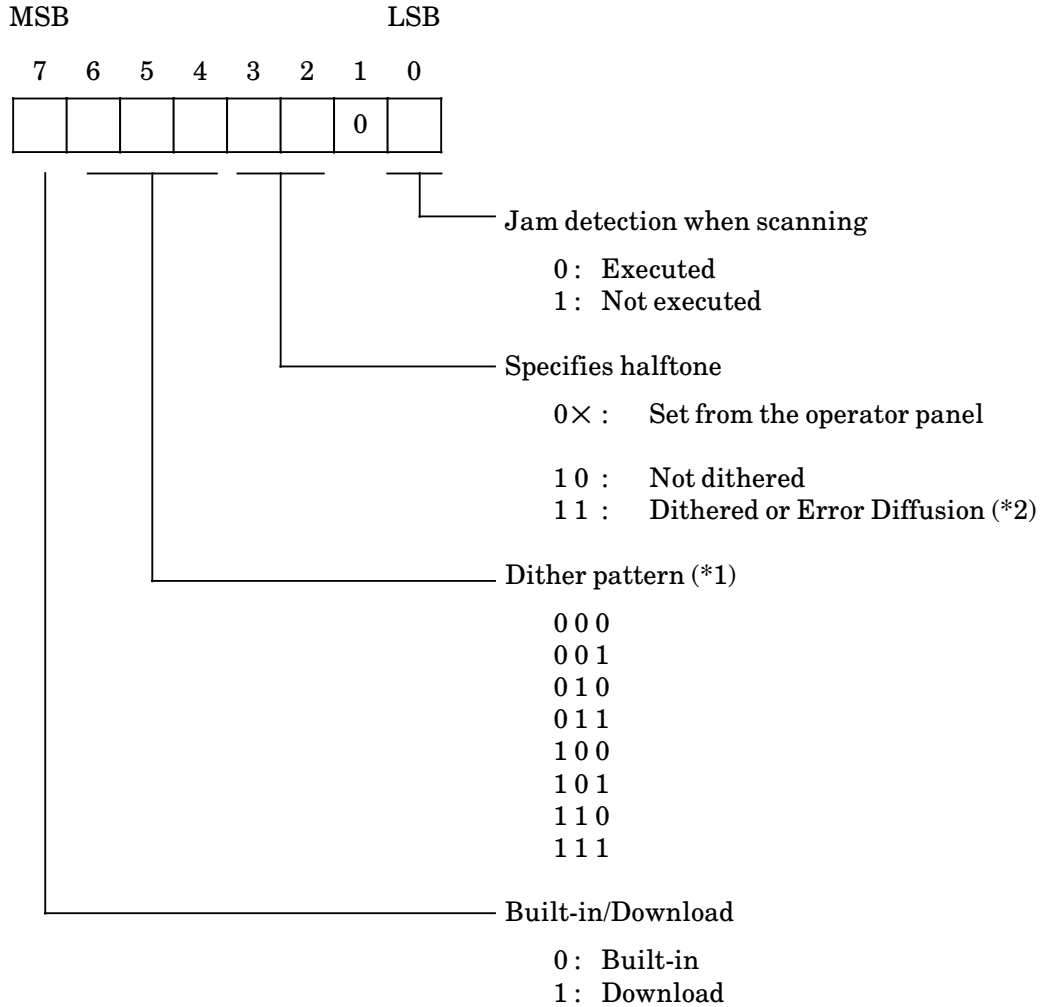 MSB LSB
7 6 5 4 3 2 1 0
0
Jam detection when scanning
0 : Executed
1 : Not executed
Specifies halftone
0× : Set from the operator panel
1 0 : Not dithered
1 1 : Dithered or Error Diffusion (*2)
Dither pattern (*1)
0 0 0
0 0 1
0 1 0
0 1 1
1 0 0
1 0 1
1 1 0
1 1 1
Built-in/Download
0 : Built-in
1 : Download